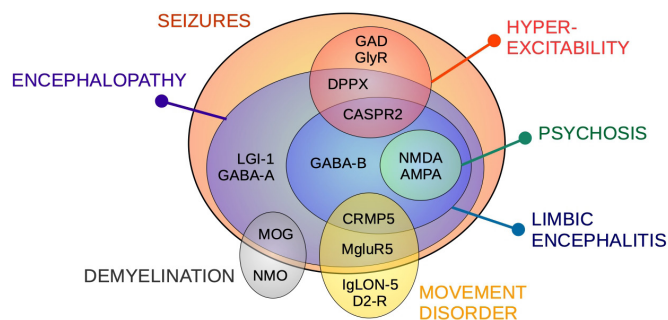 SEIZURES
HYPER-
EXCITABILITY
GAD
GlyR
ENCEPHALOPATHY
DPPX
CASPR2
PSYCHOSIS
LGI-1
GABA-A
GABA-B
NMDA
AMPA
CRMP5
LIMBIC
ENCEPHALITIS
MOG
MgluR5
DEMYELINATION
NMO
IgLON-5
D2-R
MOVEMENT
DISORDER